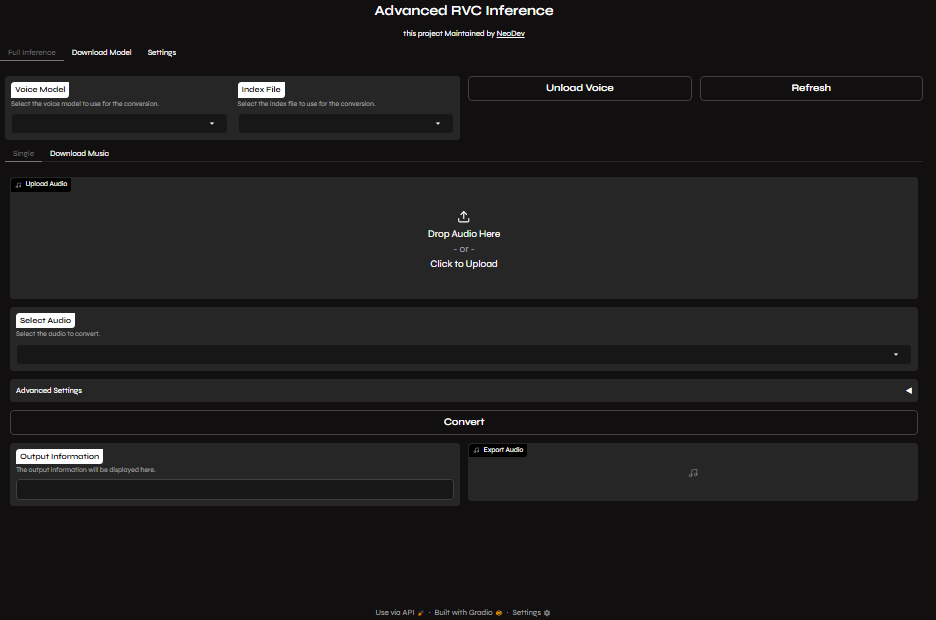 Advanced RVC Inference
this project Maintained by NeoDev
Full Inference Download Model Settings
Voice Model
Select the voice model to use for the conversion.
Index File
Select the index file to use for the conversion.
Unload Voice
Refresh
Single Download Music
Upload Audio
Drop Audio Here
- or -
Click to Upload
Select Audio
Select the audio to convert.
Advanced Settings
Convert
Output Information
The output information will be displayed here.
Export Audio
Use via API · Built with Gradio · Settings